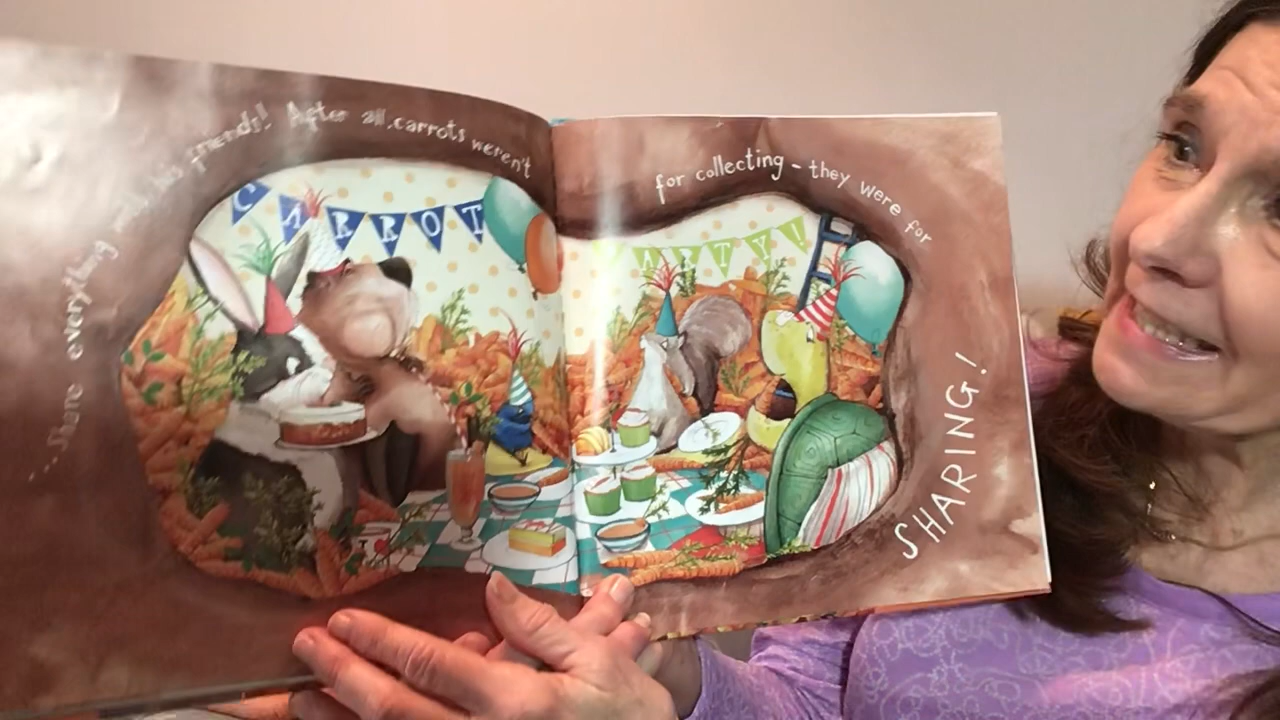 ...Share everything with his friends! After all, carrots weren't
for collecting - they were for
SHARING!
CARROT
PARTY!